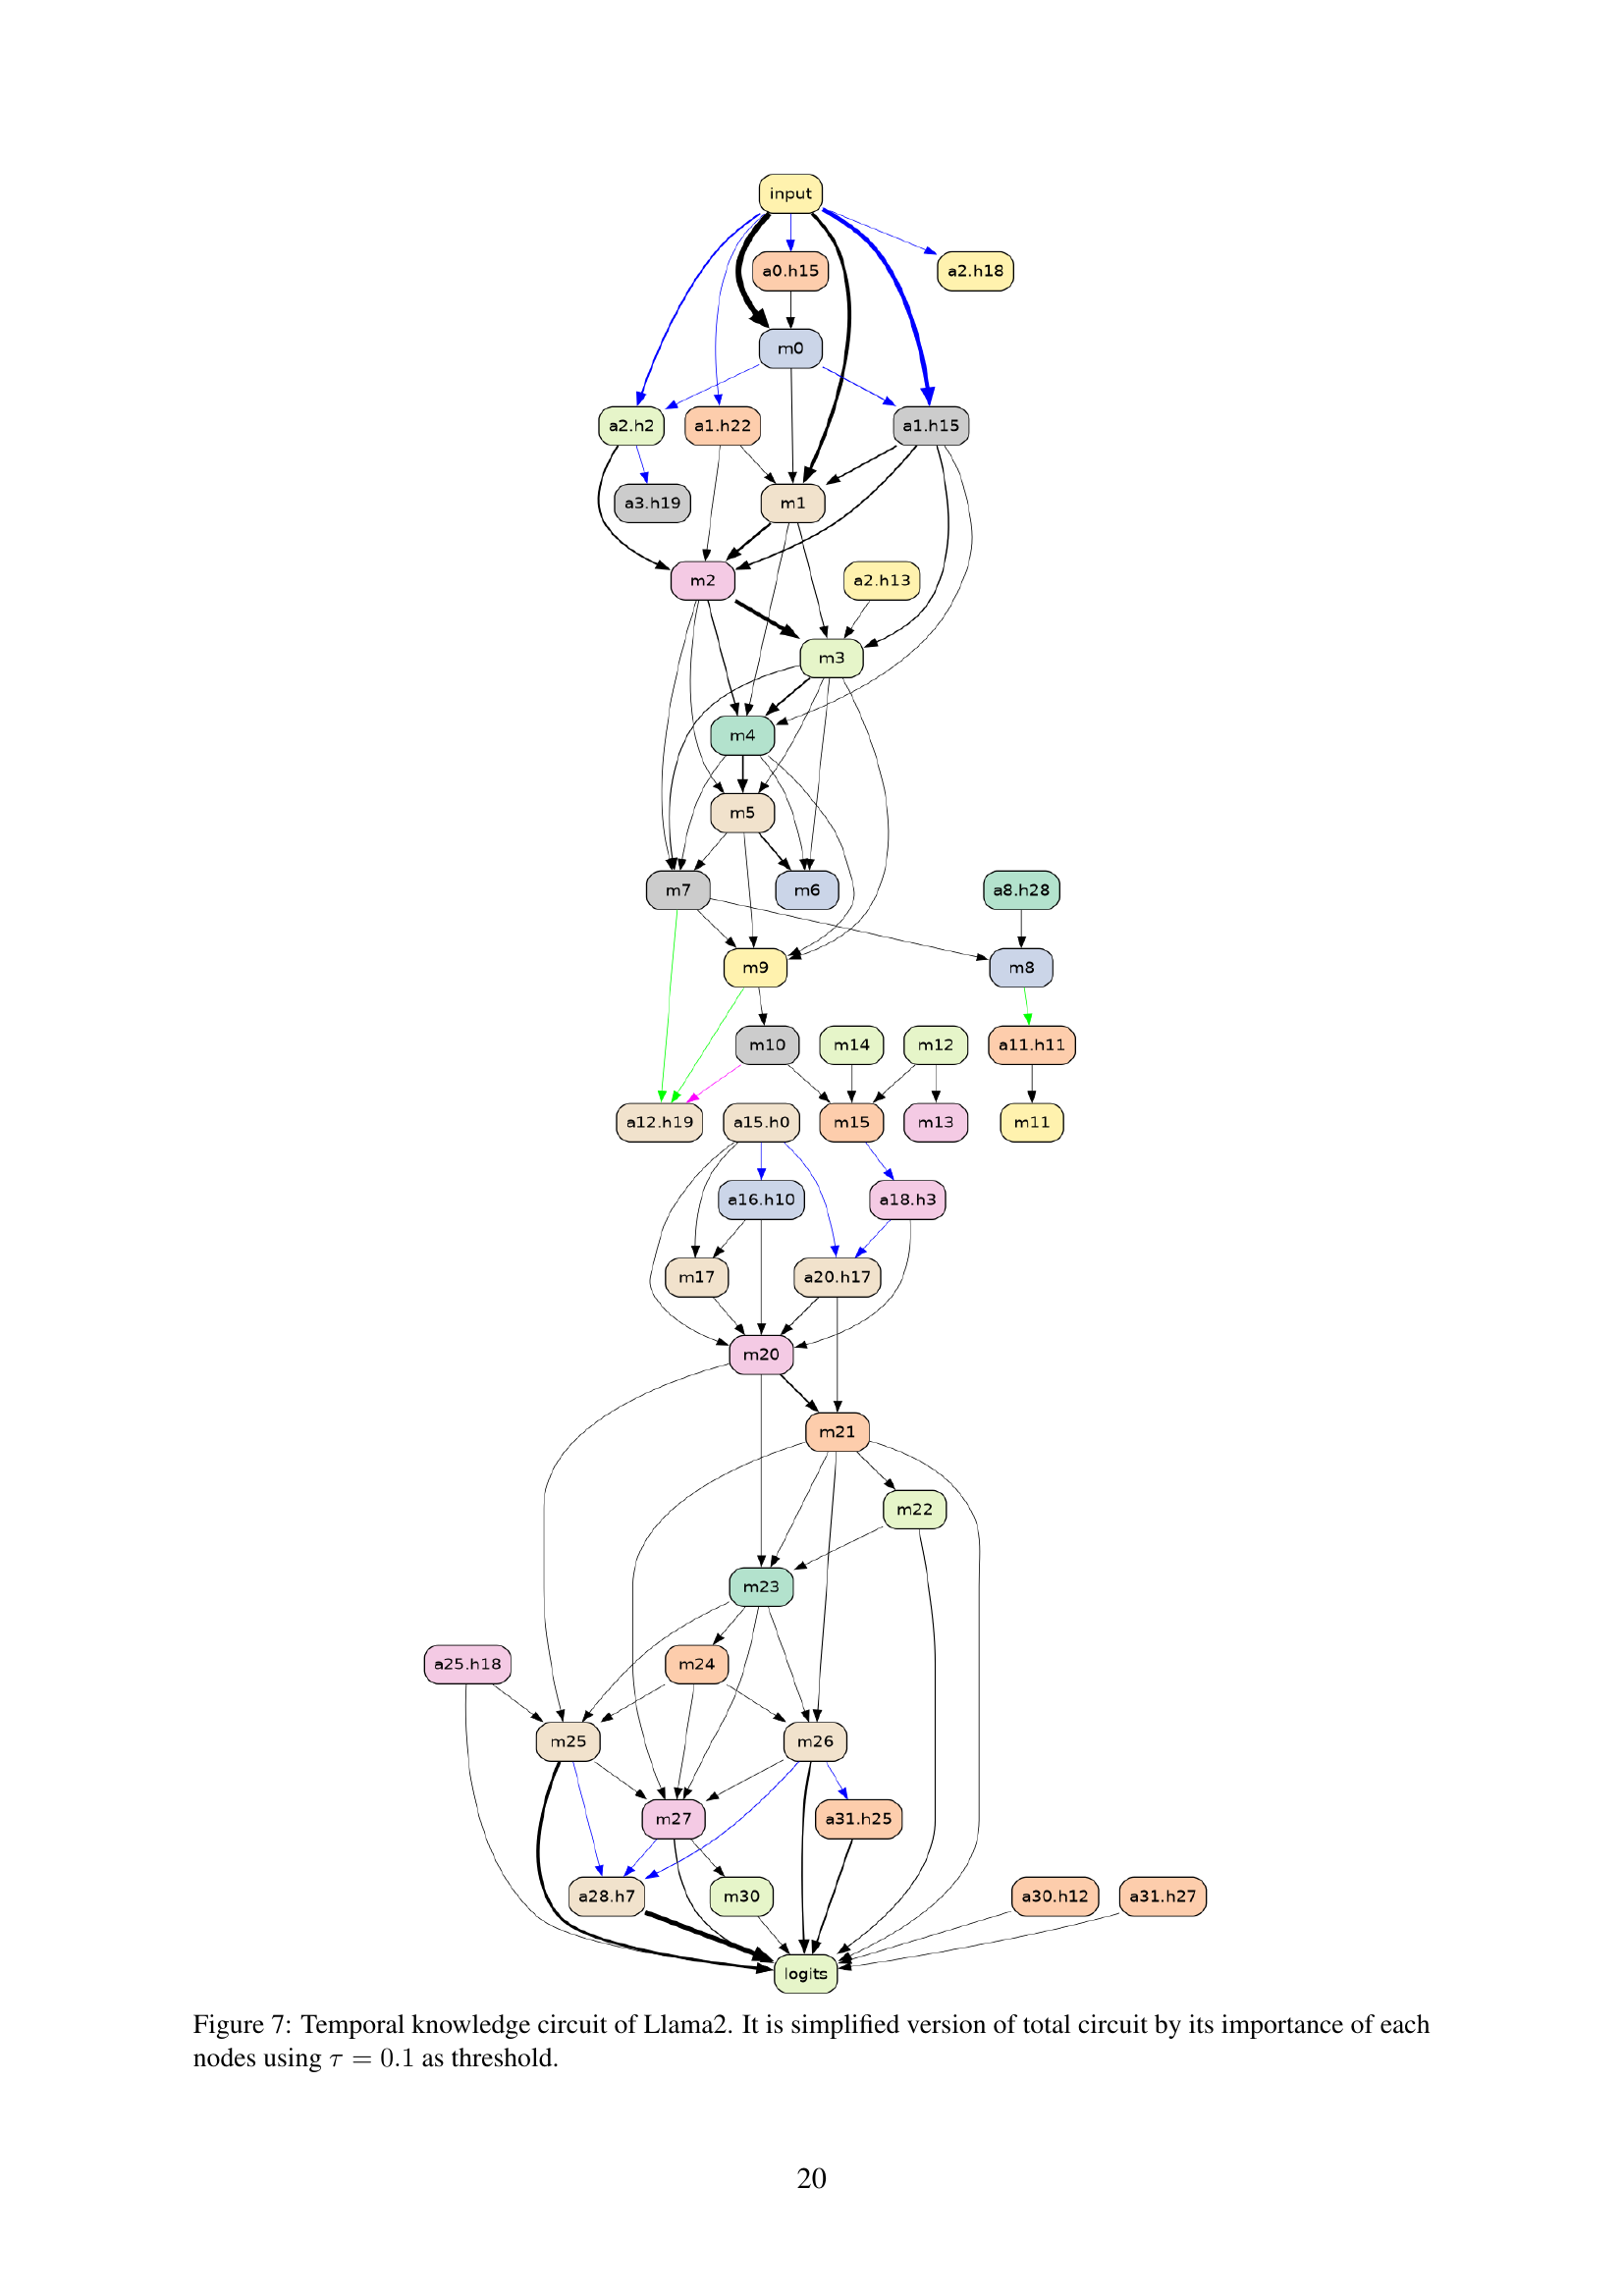 input
a0.h15
a2.h18
m0
a2.h2
a1.h22
a1.h15
a3.h19
m1
m2
a2.h13
m3
m4
m5
m7
m6
a8.h28
m9
m8
m10
m14
m12
a11.h11
a12.h19
a15.h0
m15
m13
m11
a16.h10
a18.h3
m17
a20.h17
m20
m21
m22
m23
a25.h18
m24
m25
m26
m27
a31.h25
a28.h7
m30
a30.h12
a31.h27
logits
Figure 7: Temporal knowledge circuit of Llama2. It is simplified version of total circuit by its importance of each
nodes using τ = 0.1 as threshold.
20